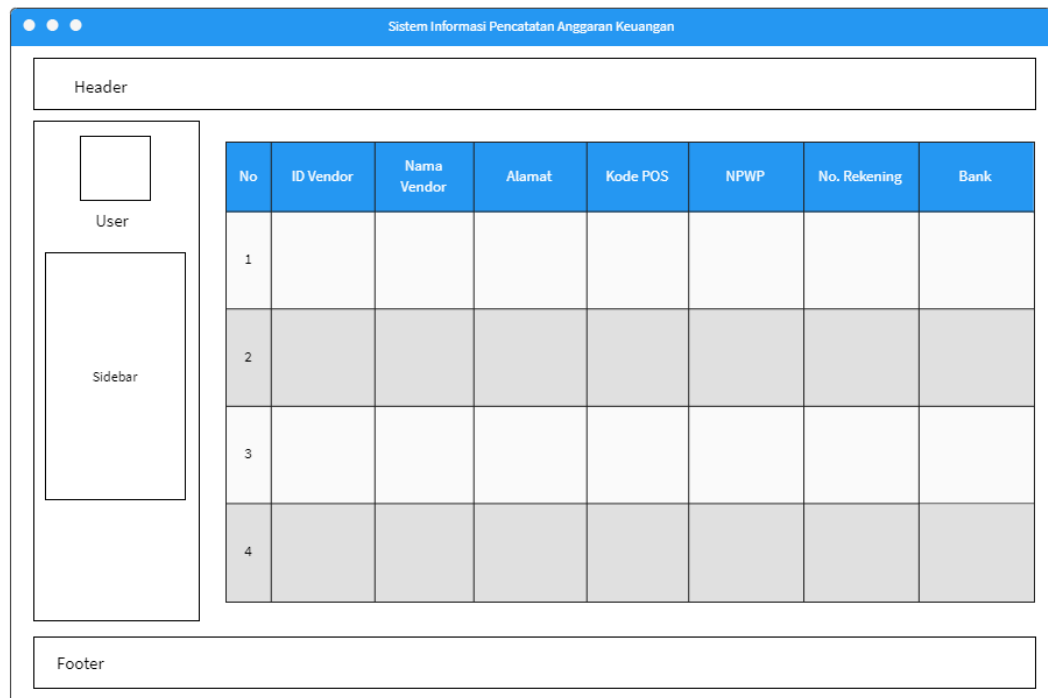 Sistem Informasi Pencatatan Anggaran Keuangan
Header
User
Sidebar
No ID Vendor Nama Vendor Alamat Kode POS NPWP No. Rekening Bank
1
2
3
4
Footer